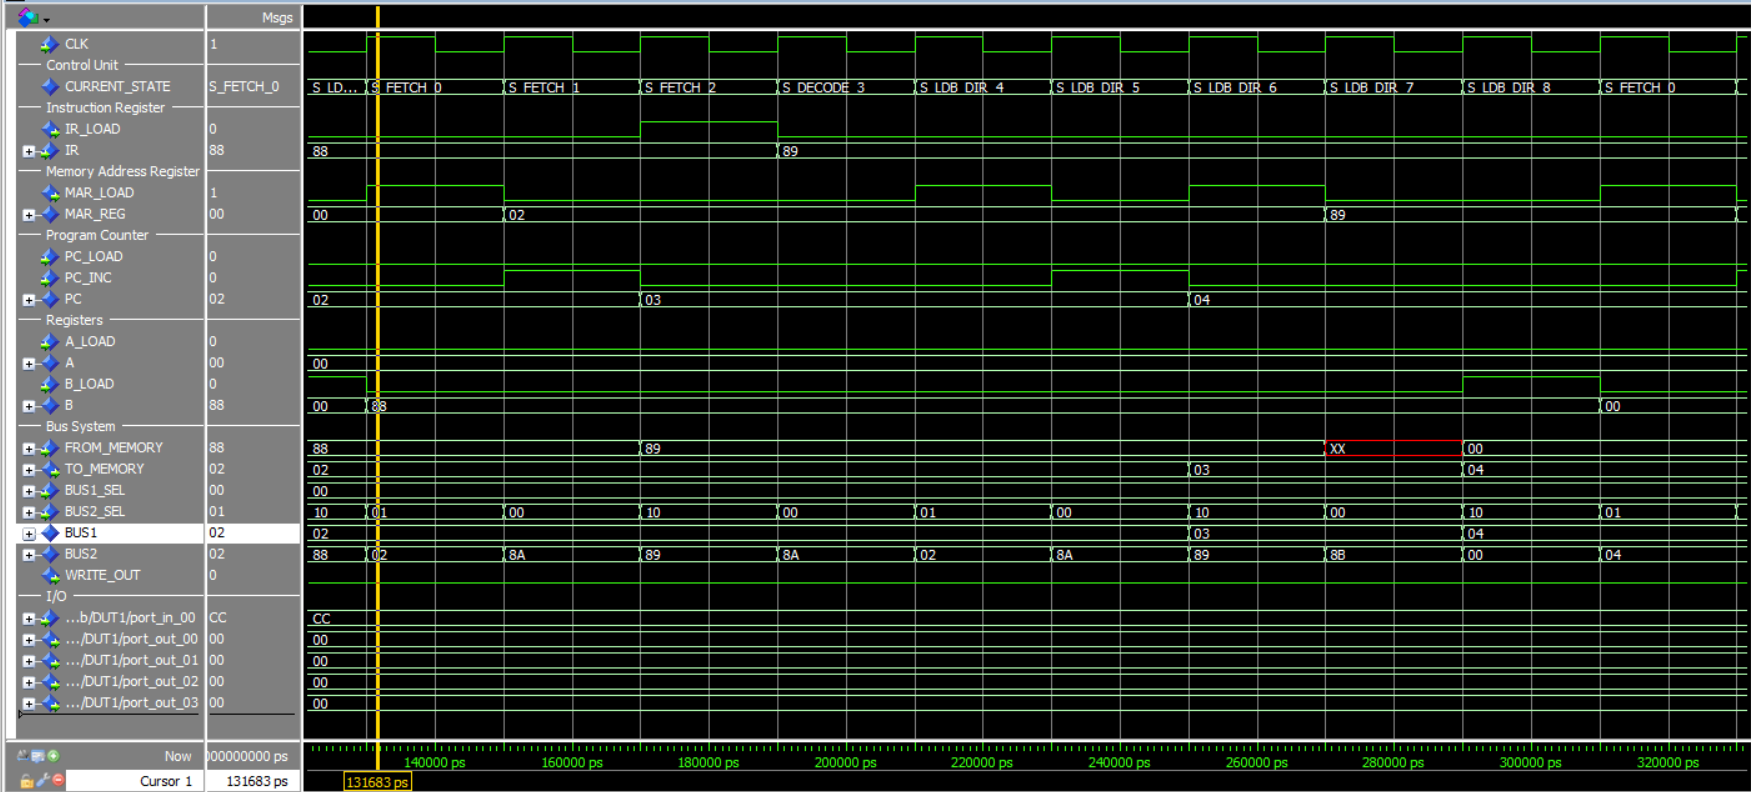 Msgs
CLK 1
Control Unit
CURRENT_STATE S_FETCH_0 S_LD... S_FETCH_0 S_FETCH_1 S_FETCH_2 S_DECODE_3 S_LDB_DIR_4 S_LDB_DIR_5 S_LDB_DIR_6 S_LDB_DIR_7 S_LDB_DIR_8 S_FETCH_0
Instruction Register
IR_LOAD 0
IR 88 88 89
Memory Address Register
MAR_LOAD 1
MAR_REG 00 00 02 89
Program Counter
PC_LOAD 0
PC_INC 0
PC 02 02 03 04
Registers
A_LOAD 0
A 00 00
B_LOAD 0
B 88 00 88 00
Bus System
FROM_MEMORY 88 88 89 XX 00
TO_MEMORY 02 02 03 04
BUS1_SEL 00 00
BUS2_SEL 01 10 01 00 10 00 01 00 10 00 10 01
BUS1 02 02 03 04
BUS2 02 88 02 8A 89 8A 02 8A 89 8B 00 04
WRITE_OUT 0
I/O
...b/DUT1/port_in_00 CC CC
.../DUT1/port_out_00 00 00
.../DUT1/port_out_01 00 00
.../DUT1/port_out_02 00 00
.../DUT1/port_out_03 00 00
Now 000000000 ps 140000 ps 160000 ps 180000 ps 200000 ps 220000 ps 240000 ps 260000 ps 280000 ps 300000 ps 320000 ps
Cursor 1 131683 ps 131683 ps